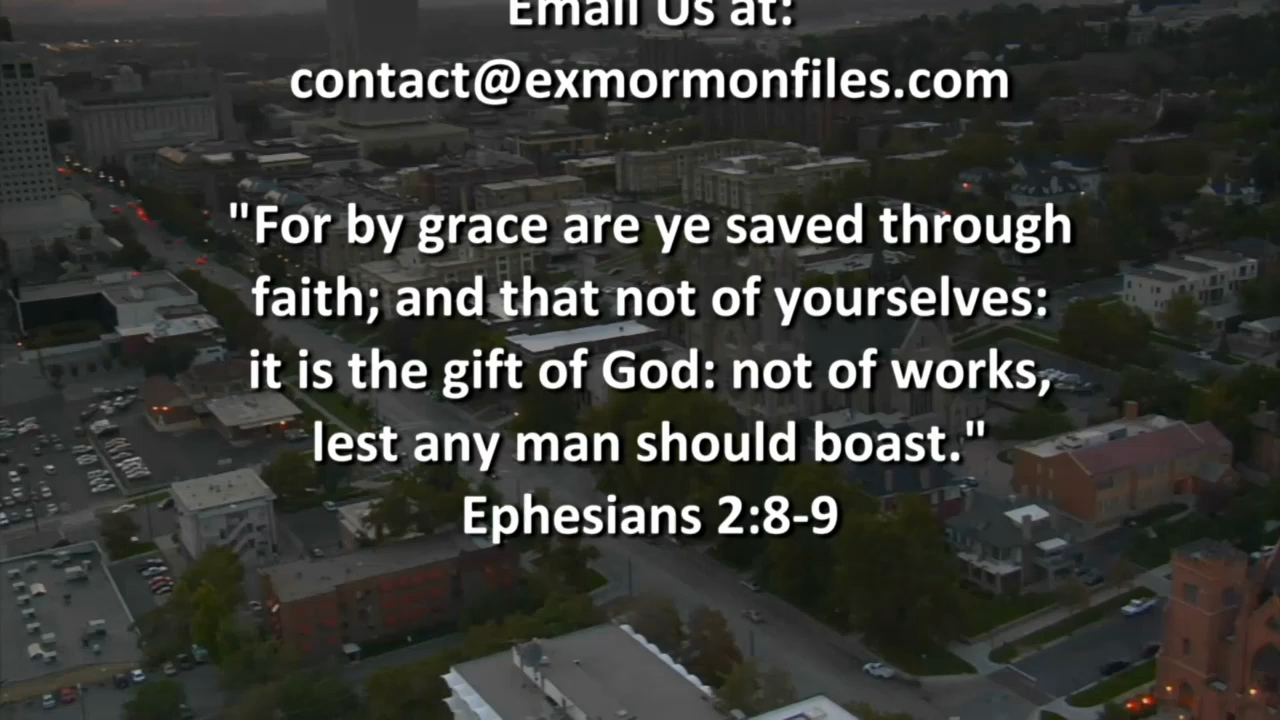 Email Us at:
contact@exmormonfiles.com
"For by grace are ye saved through
faith; and that not of yourselves:
it is the gift of God: not of works,
lest any man should boast."
Ephesians 2:8-9